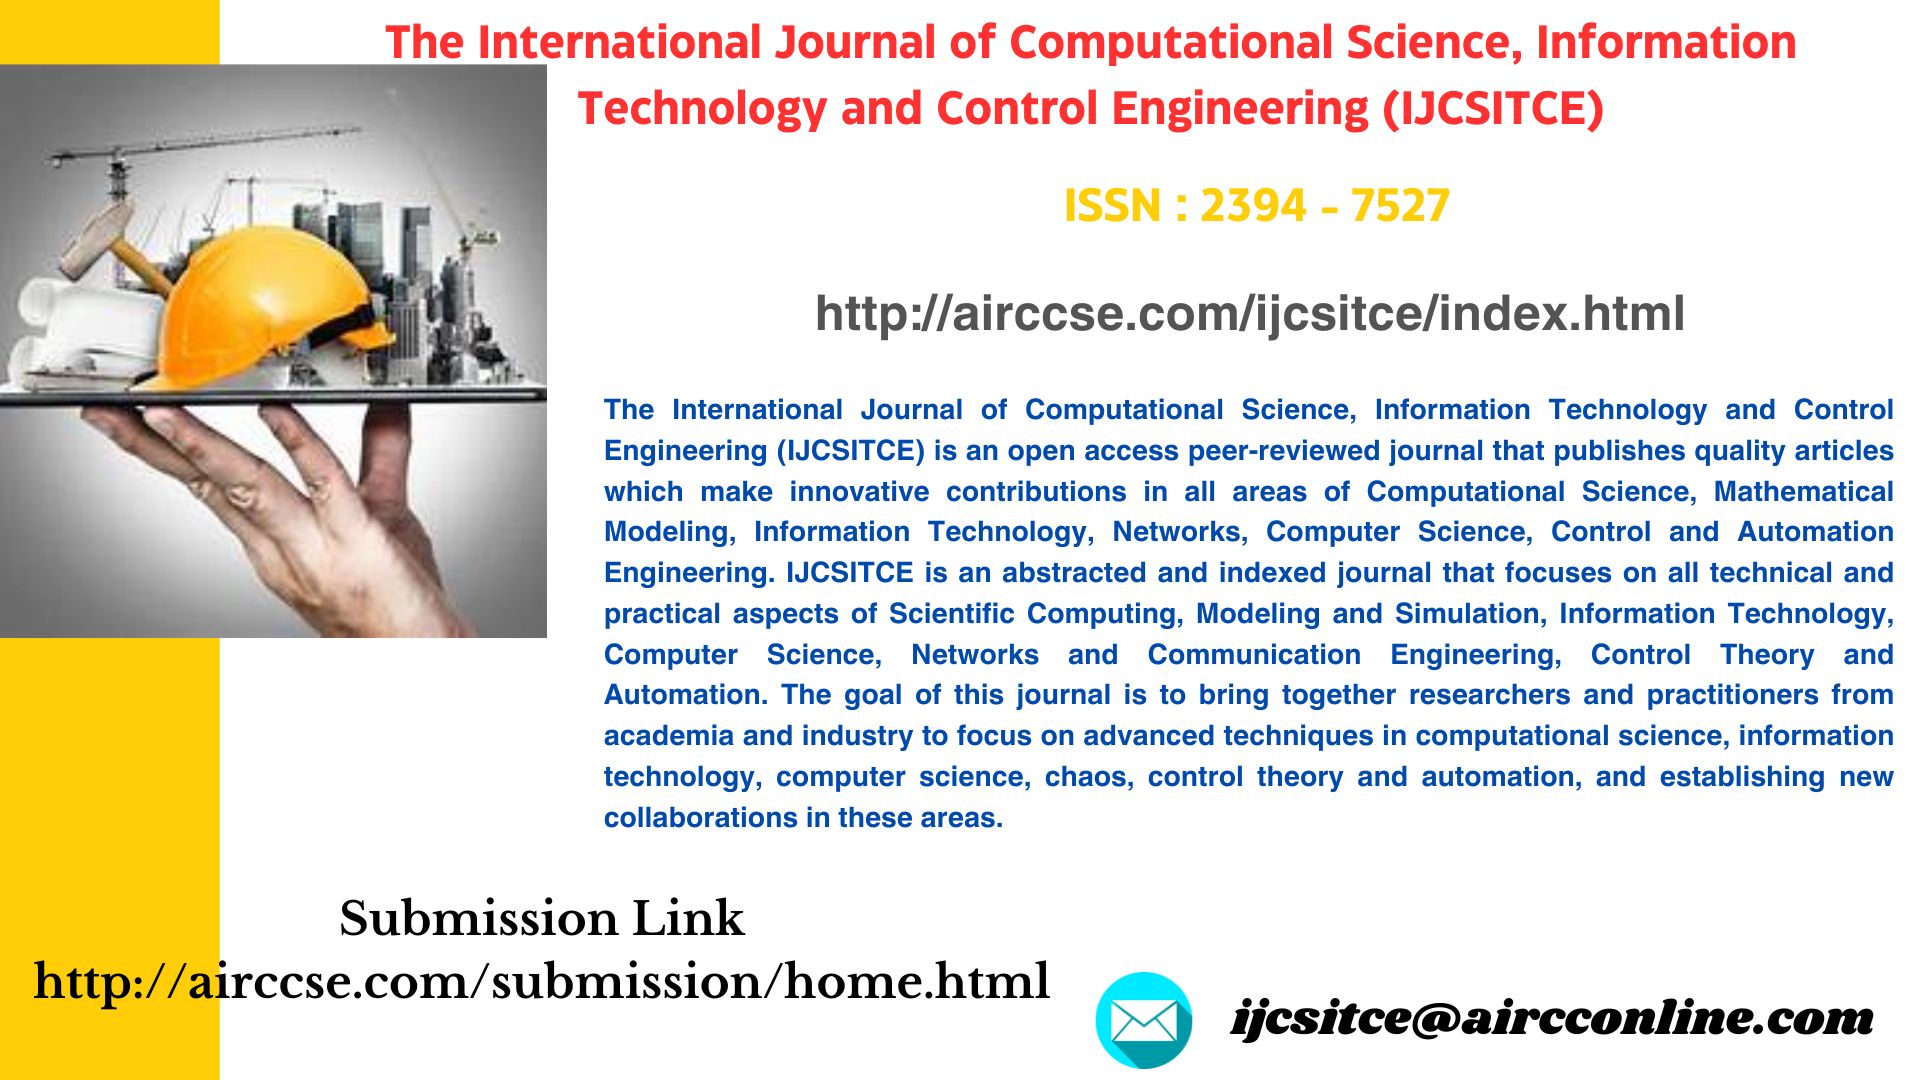 The International Journal of Computational Science, Information
Technology and Control Engineering (IJCSITCE)
ISSN : 2394 - 7527
http://airccse.com/ijcsitce/index.html
The International Journal of Computational Science, Information Technology and Control
Engineering (IJCSITCE) is an open access peer-reviewed journal that publishes quality articles
which make innovative contributions in all areas of Computational Science, Mathematical
Modeling, Information Technology, Networks, Computer Science, Control and Automation
Engineering. IJCSITCE is an abstracted and indexed journal that focuses on all technical and
practical aspects of Scientific Computing, Modeling and Simulation, Information Technology,
Computer Science, Networks and Communication Engineering, Control Theory and
Automation. The goal of this journal is to bring together researchers and practitioners from
academia and industry to focus on advanced techniques in computational science, information
technology, computer science, chaos, control theory and automation, and establishing new
collaborations in these areas.
Submission Link
http://airccse.com/submission/home.html
ijcsitce@aircconline.com